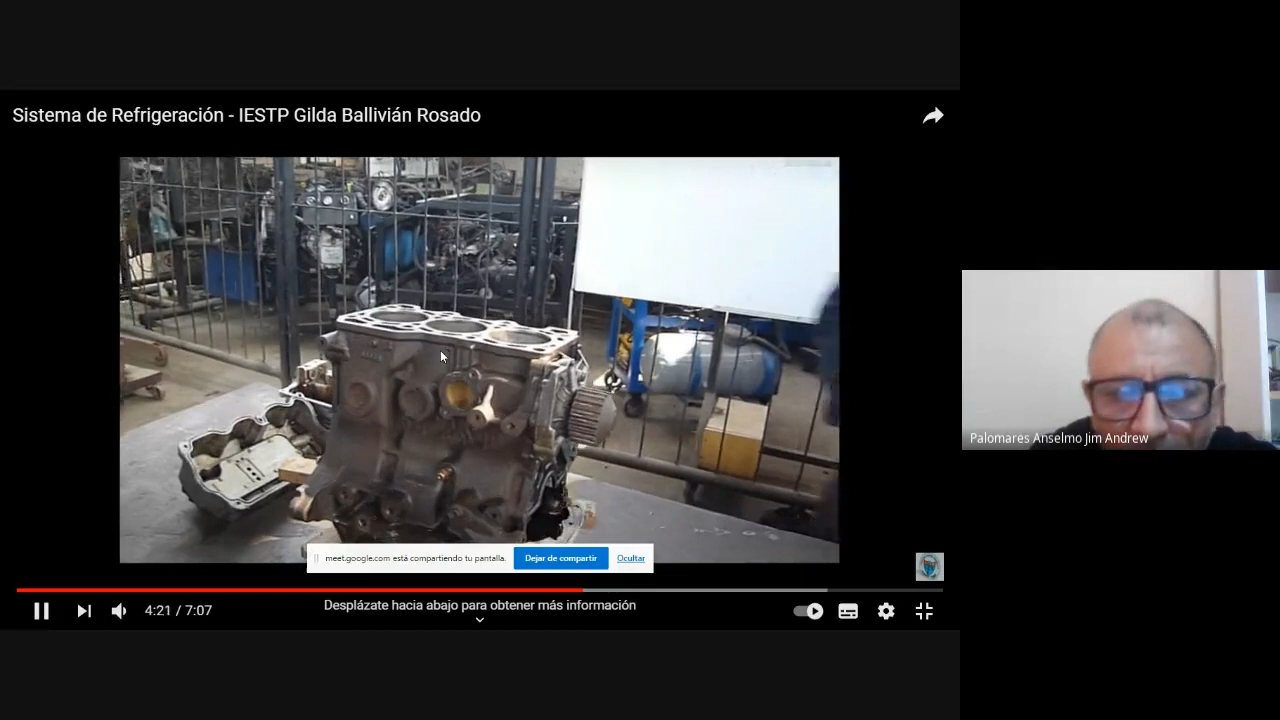 Sistema de Refrigeración - IESTP Gilda Ballivián Rosado
Palomares Anselmo Jim Andrew
meet.google.com está compartiendo tu pantalla.
Dejar de compartir
Ocultar
4:21 / 7:07
Desplázate hacia abajo para obtener más información